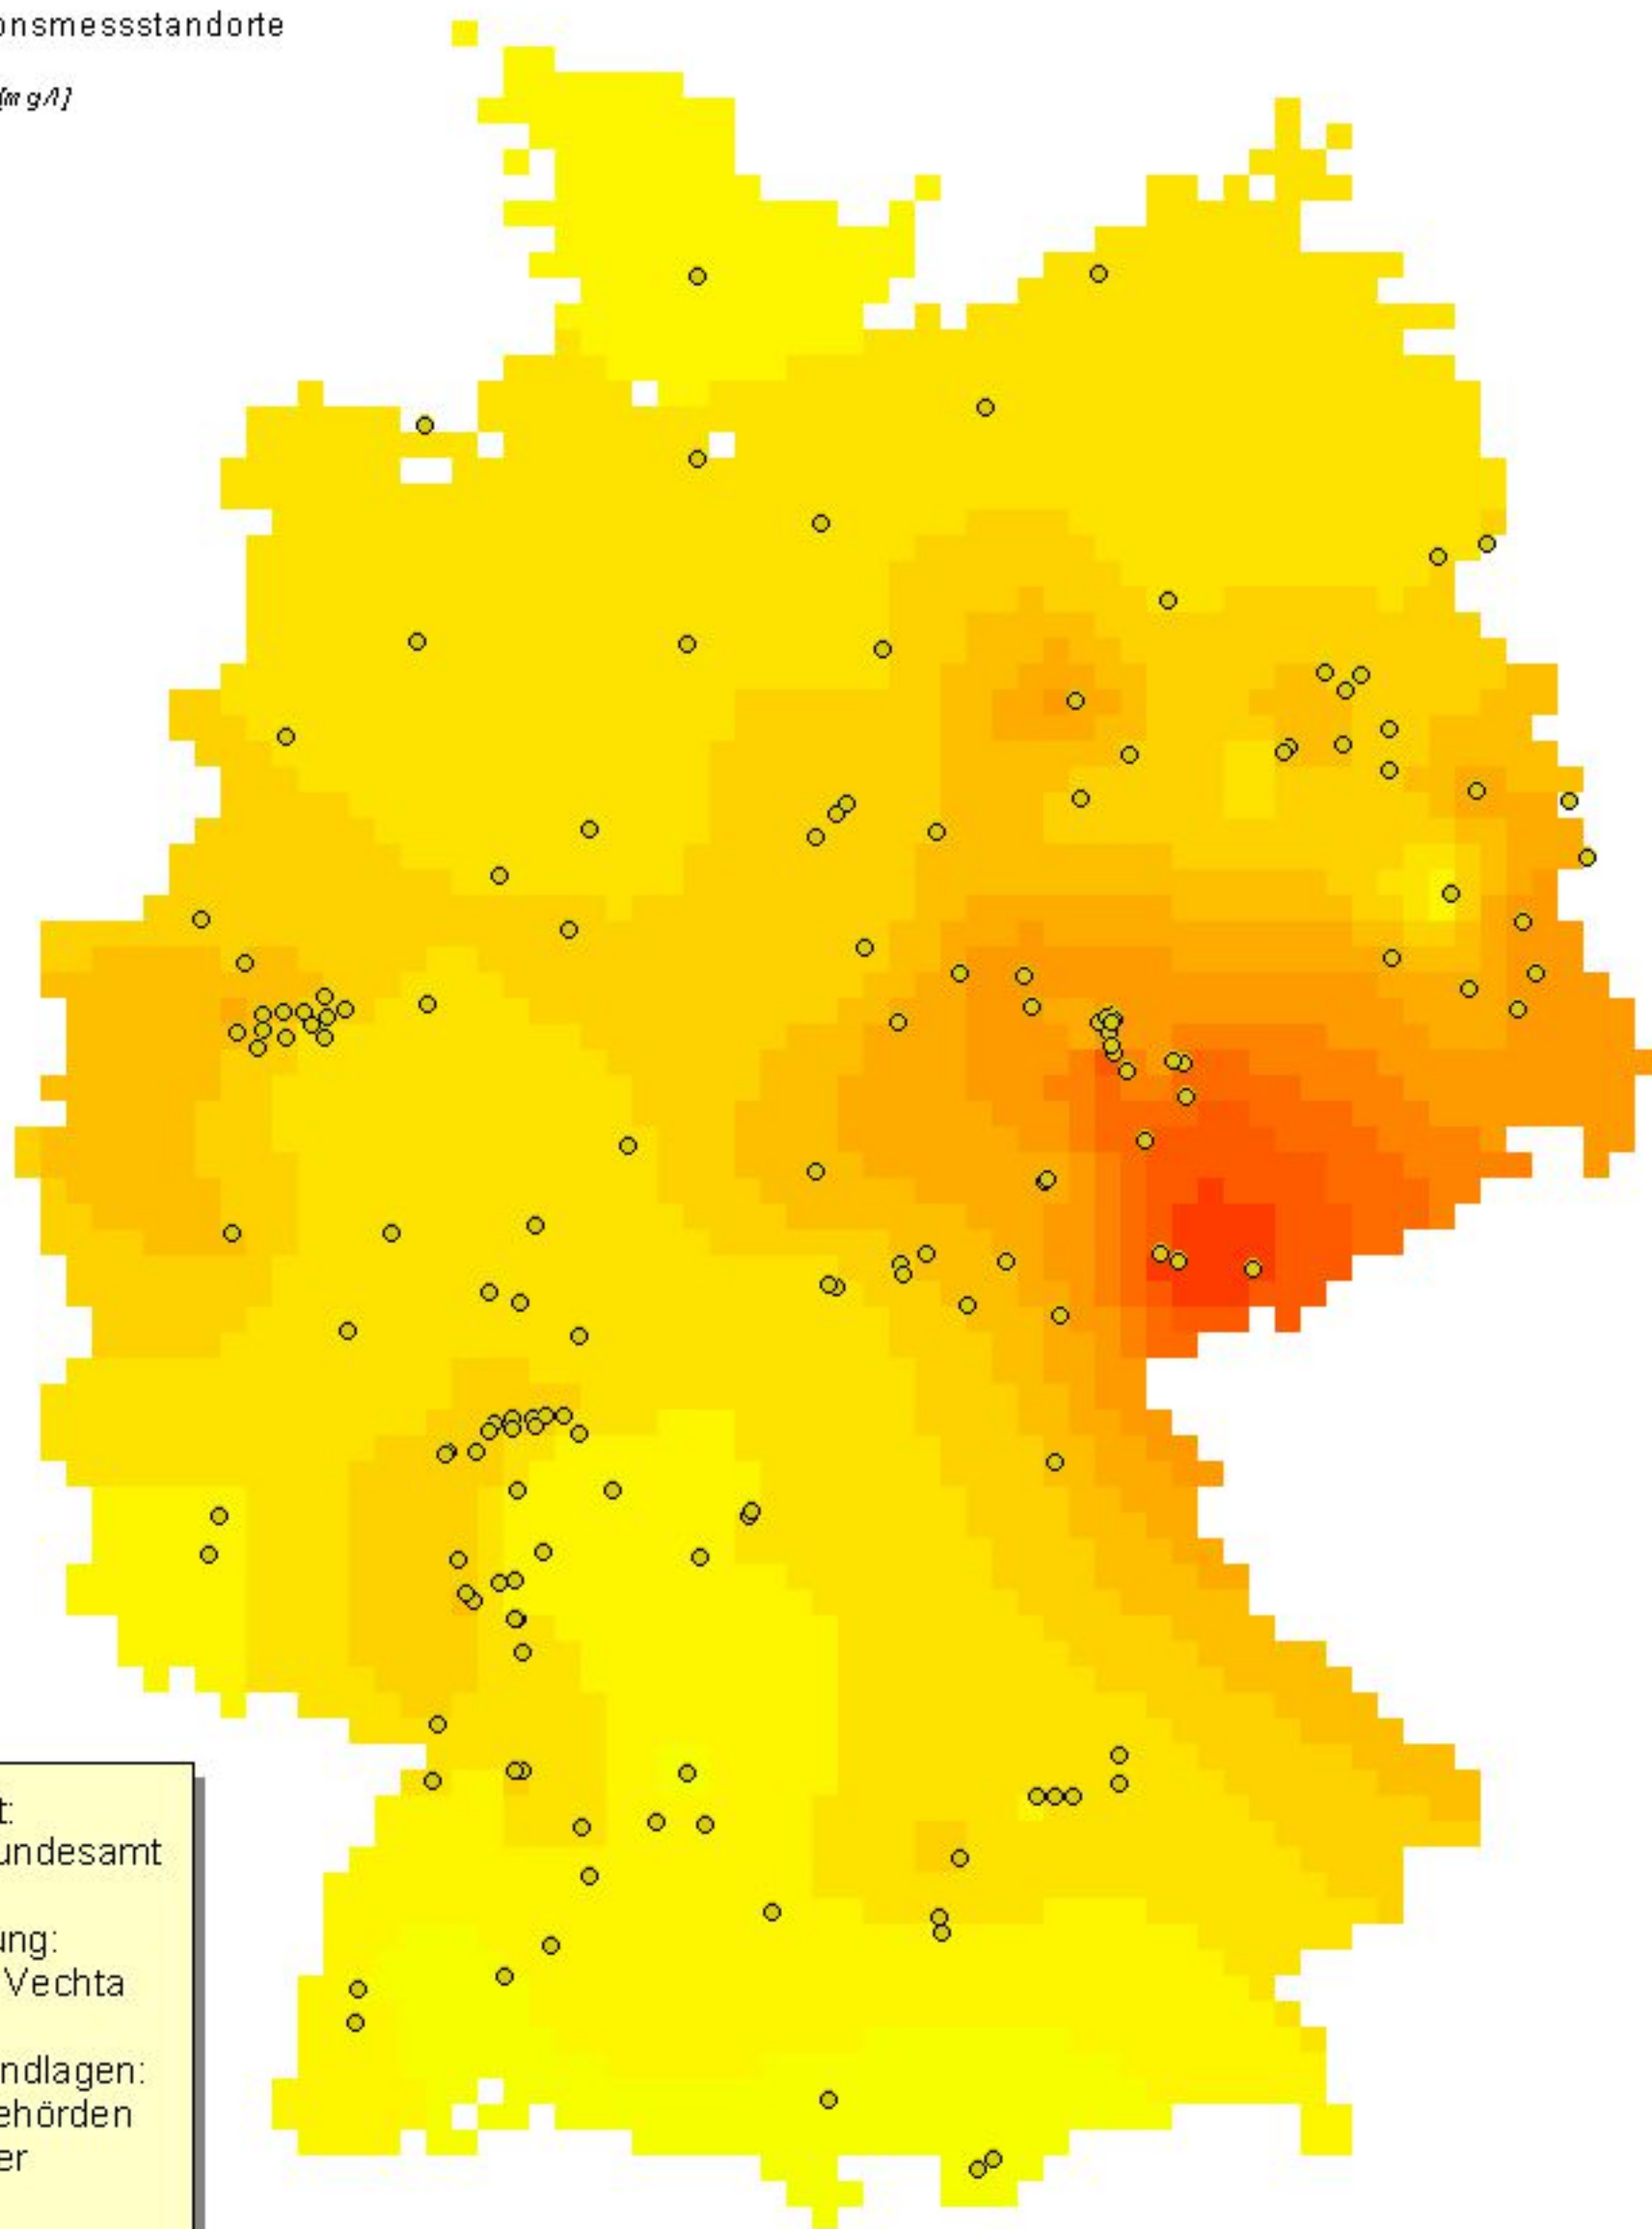 onsmessstandorte
[mg/l]
t:
undesamt
ung:
Vechta
ndlagen:
ehörden
er